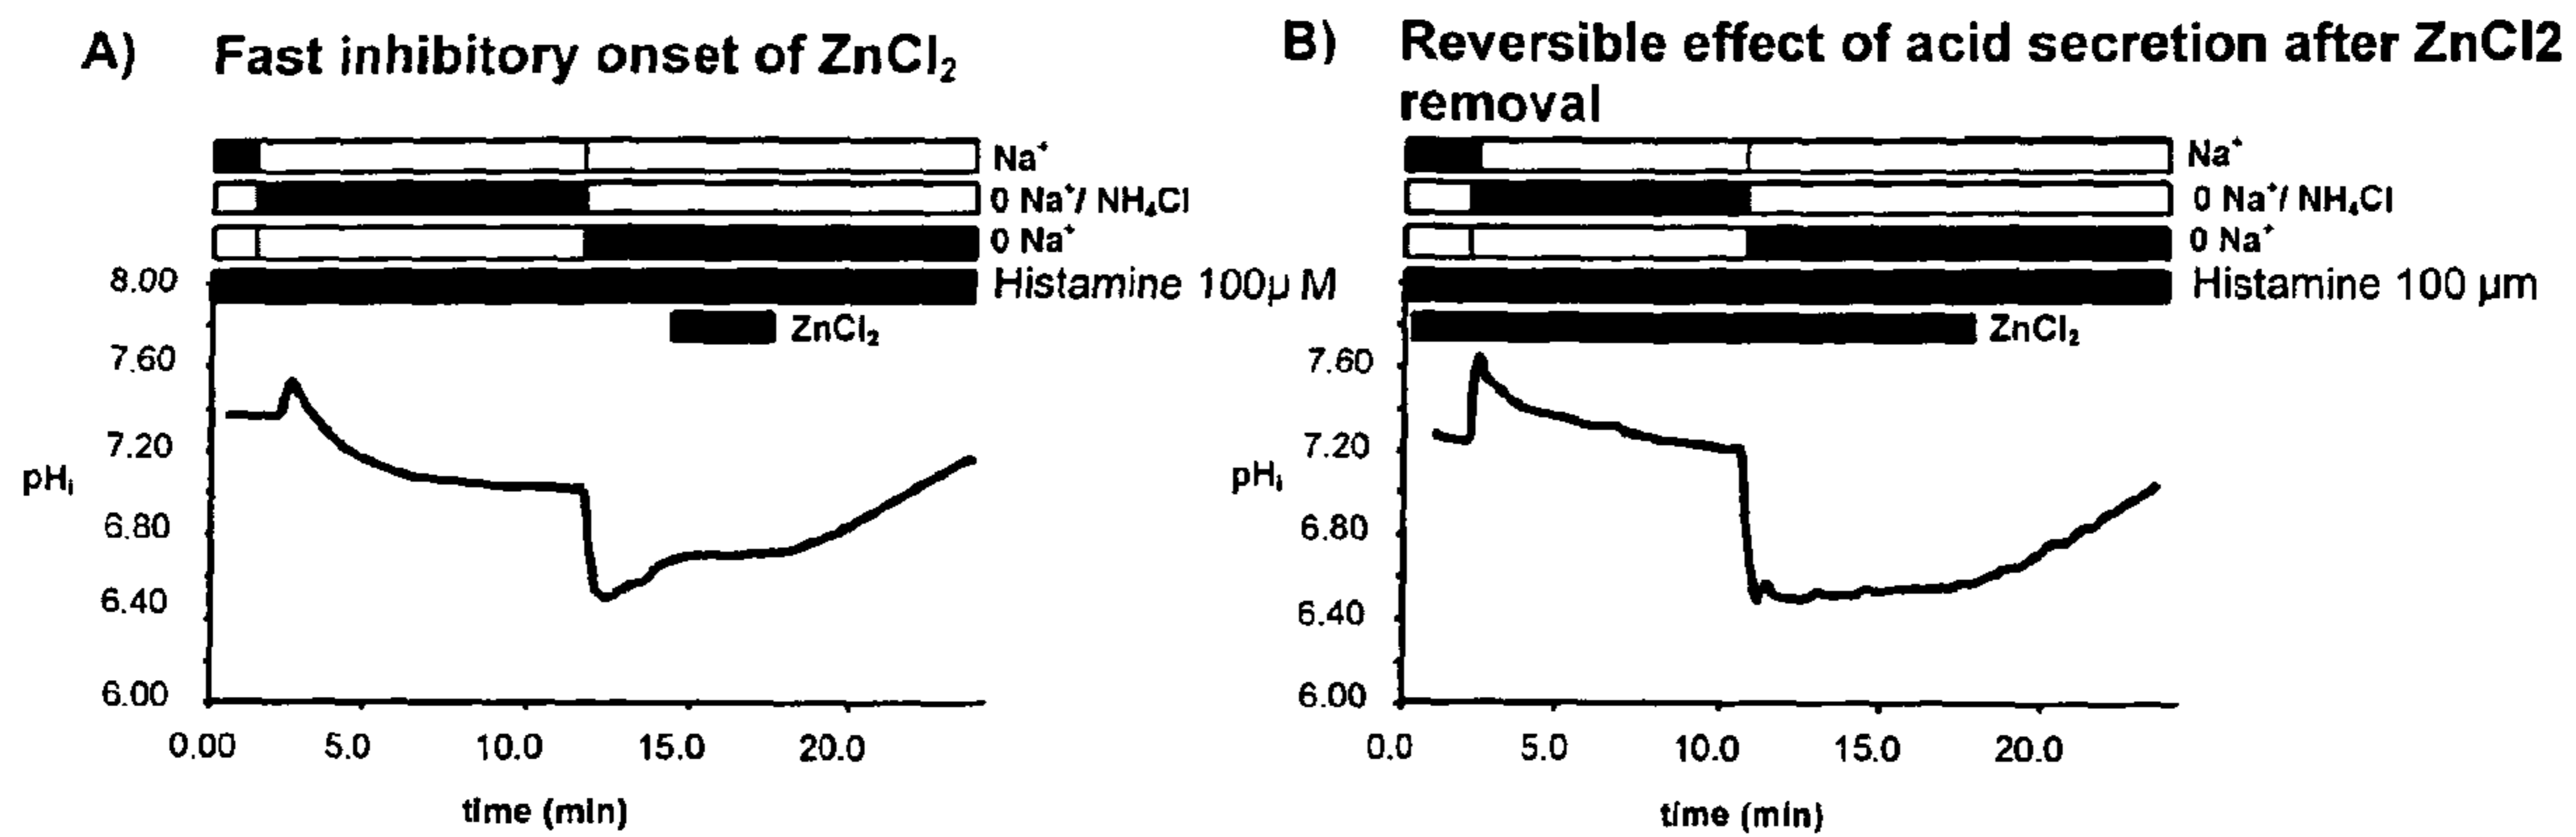 A) Fast inhibitory onset of ZnCl₂
Na⁺
0 Na⁺/ NH₄Cl
0 Na⁺
Histamine 100µ M
ZnCl₂
8.00
7.60
7.20
6.80
6.40
6.00
pHᵢ
0.00 5.0 10.0 15.0 20.0
time (min)
B) Reversible effect of acid secretion after ZnCl2
removal
Na⁺
0 Na⁺/ NH₄Cl
0 Na⁺
Histamine 100 µm
ZnCl₂
7.60
7.20
6.80
6.40
6.00
pHᵢ
0.0 5.0 10.0 15.0 20.0
time (min)